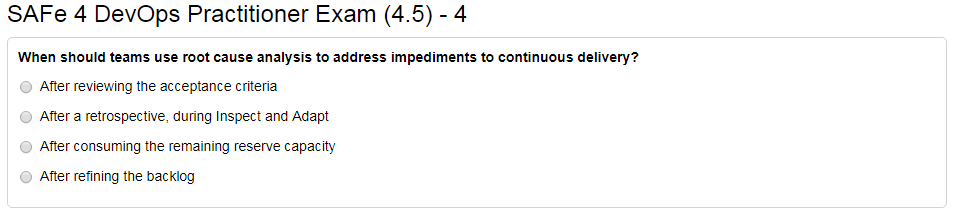 SAFe 4 DevOps Practitioner Exam (4.5) - 4
When should teams use root cause analysis to address impediments to continuous delivery?
After reviewing the acceptance criteria
After a retrospective, during Inspect and Adapt
After consuming the remaining reserve capacity
After refining the backlog